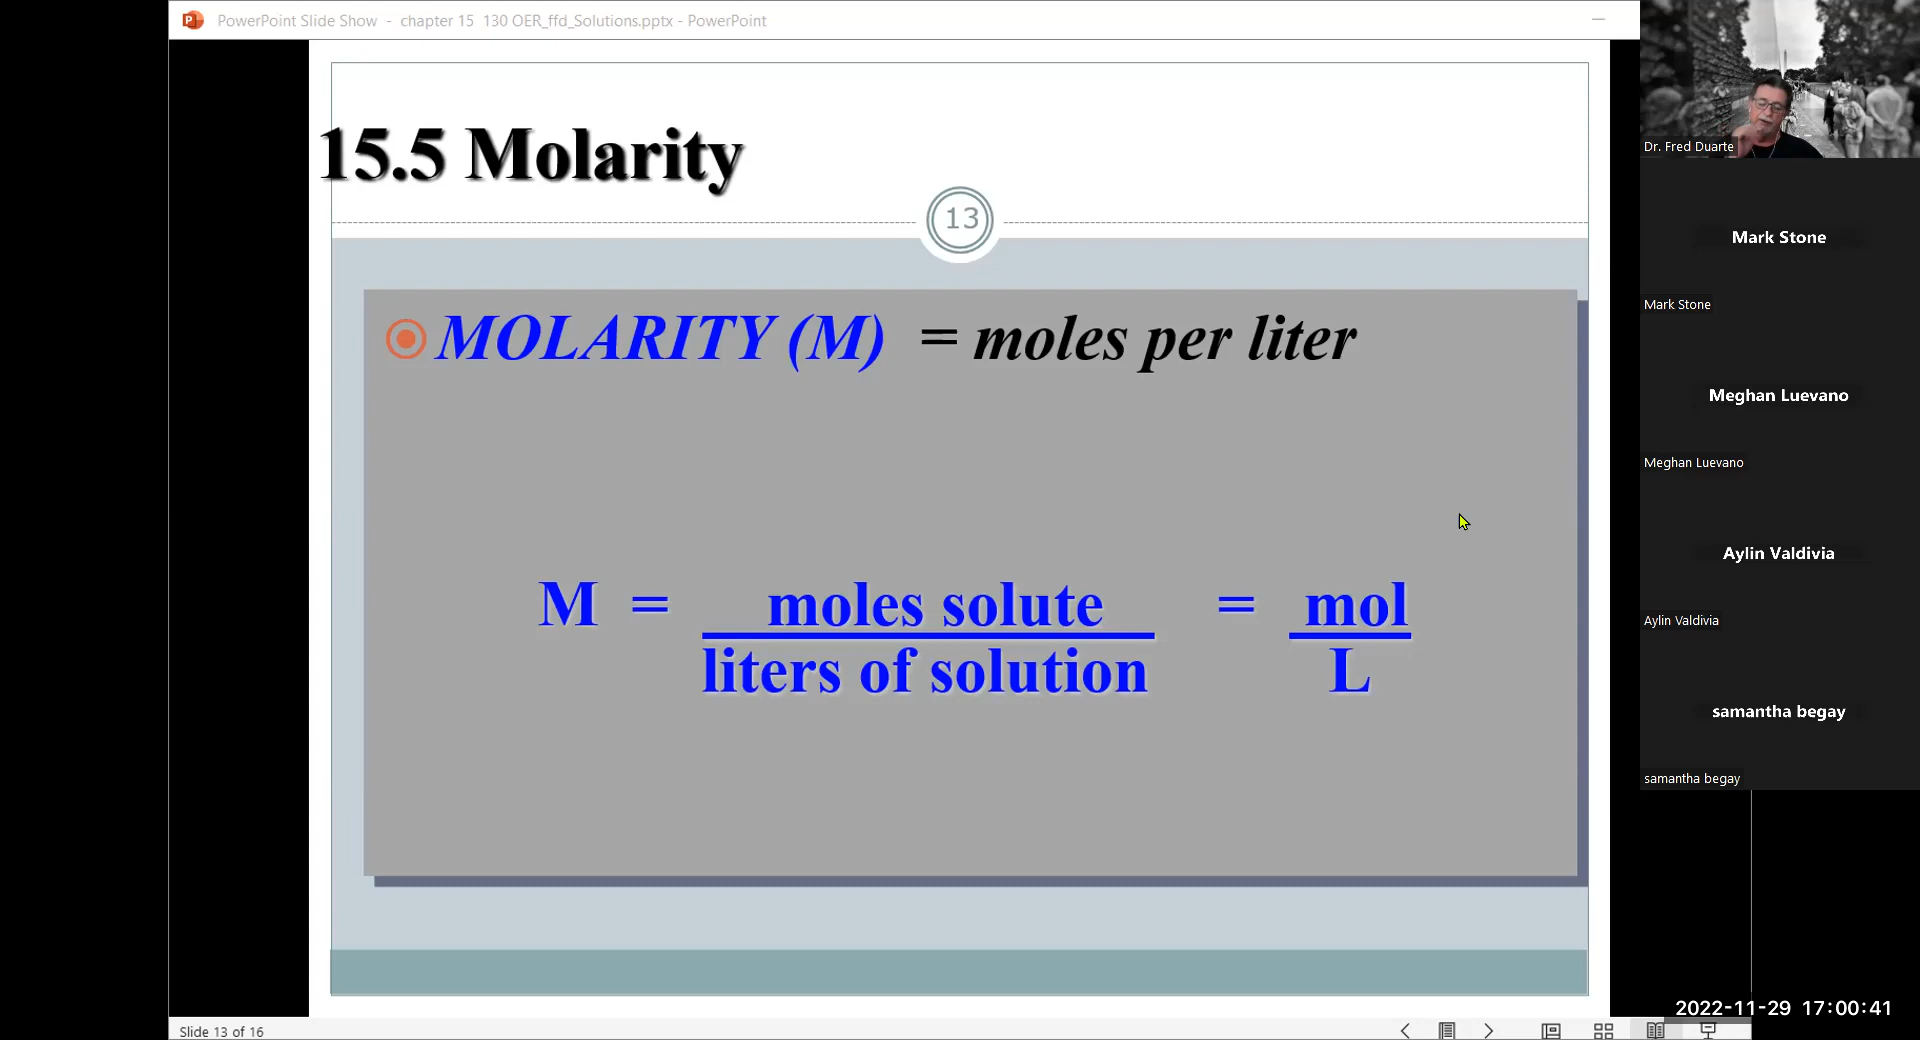 PowerPoint Slide Show - chapter 15 130 OER_ffd_Solutions.pptx - PowerPoint
15.5 Molarity
13
MOLARITY (M) = moles per liter
M = moles solute = mol
liters of solution L
Slide 13 of 16
Dr. Fred Duarte
Mark Stone
Mark Stone
Meghan Luevano
Meghan Luevano
Aylin Valdivia
Aylin Valdivia
samantha begay
samantha begay
2022-11-29 17:00:41